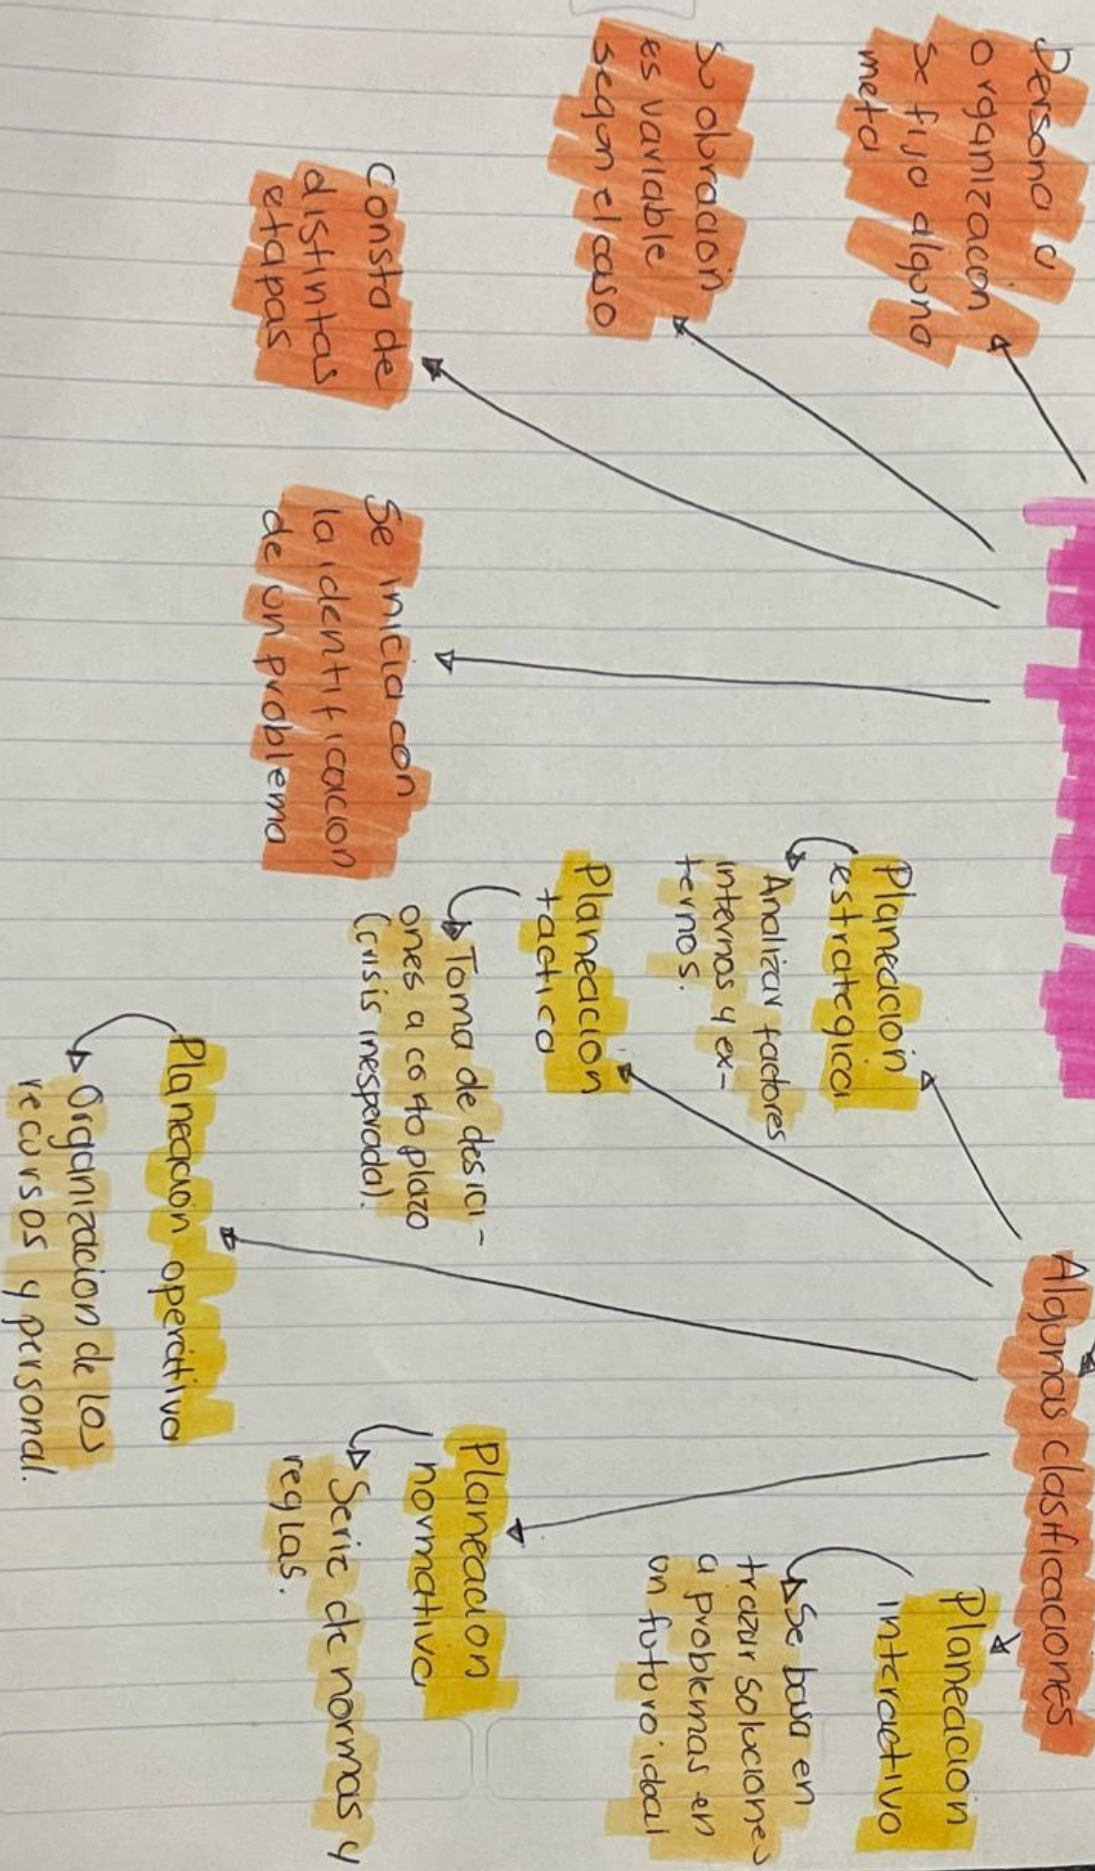 Persona o
organizacion
se fija alguna
meta
Su duracion
es variable
segun el caso
Consta de
distintas
etapas
Se inicia con
la identificacion
de un problema
Algunas clasificaciones
Planeacion
estrategica
Analizar factores
internos y ex-
ternos.
Planeacion
tactica
Toma de desici-
ones a corto plazo
(crisis inesperada).
Planeacion operativa
Organizacion de los
recursos y personal.
Planeacion
normativa
Serie de normas y
reglas.
Planeacion
interactiva
Se basa en
trazar soluciones
a problemas en
un futuro ideal